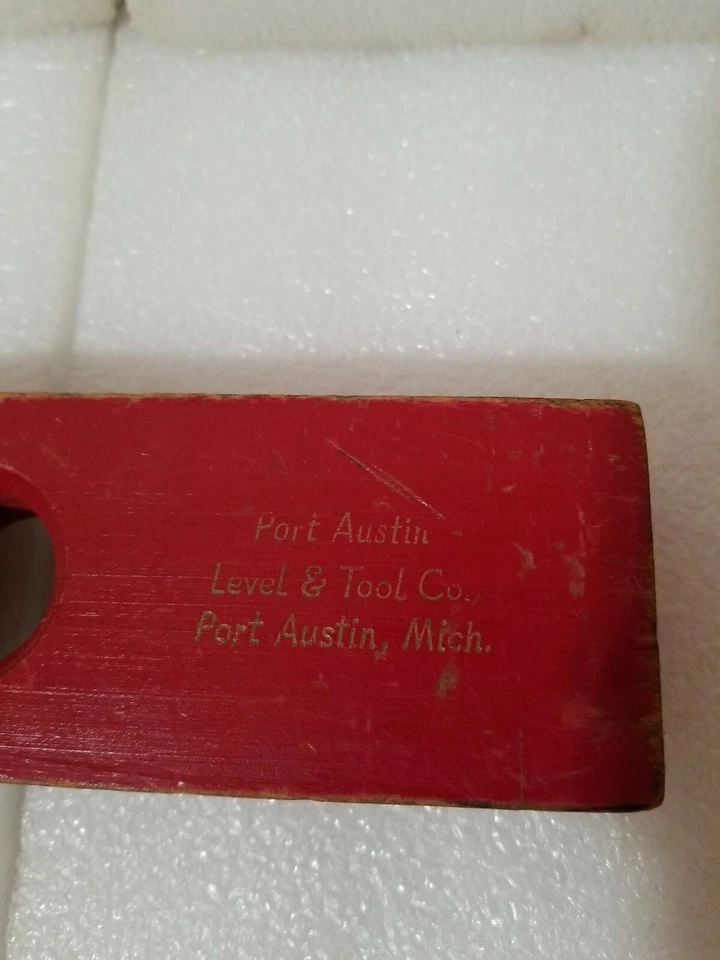 Port Austin
Level & Tool Co.
Port Austin, Mich.